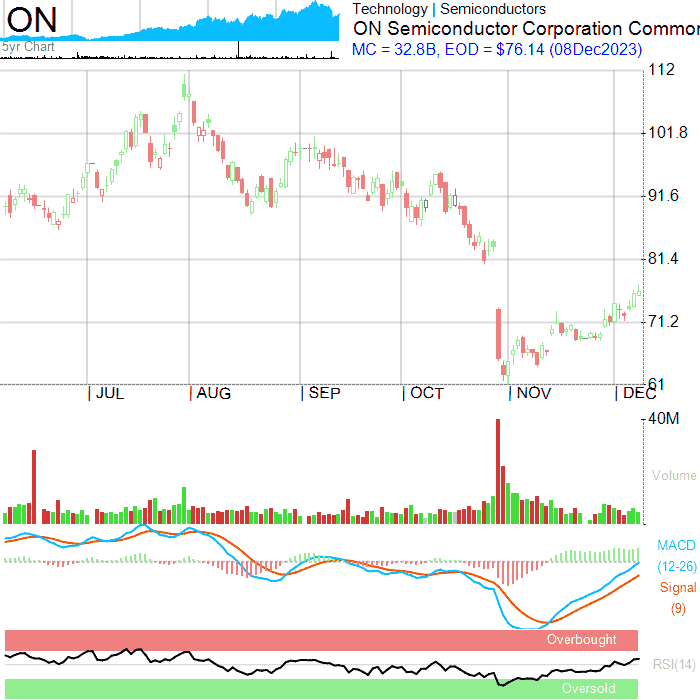 ON
5yr Chart
Technology | Semiconductors
ON Semiconductor Corporation Common
MC = 32.8B, EOD = $76.14 (08Dec2023)
112
101.8
91.6
81.4
71.2
61
|JUL |AUG |SEP |OCT |NOV |DEC
40M
Volume
MACD
(12-26)
Signal
(9)
Overbought
RSI(14)
Oversold